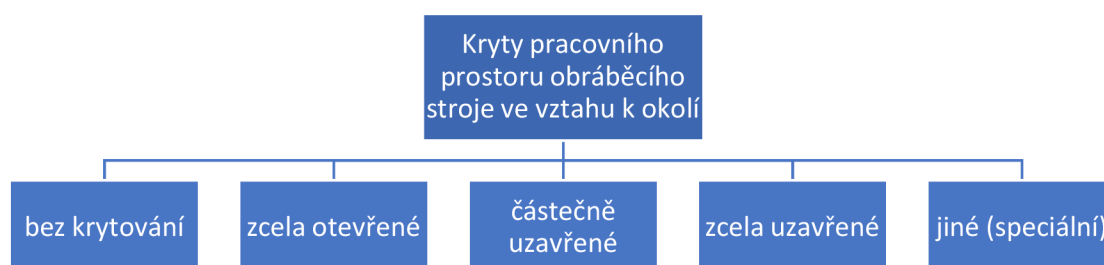 Kryty pracovního
prostoru obráběcího
stroje ve vztahu k okolí
bez krytování
zcela otevřené
částečně
uzavřené
zcela uzavřené
jiné (speciální)